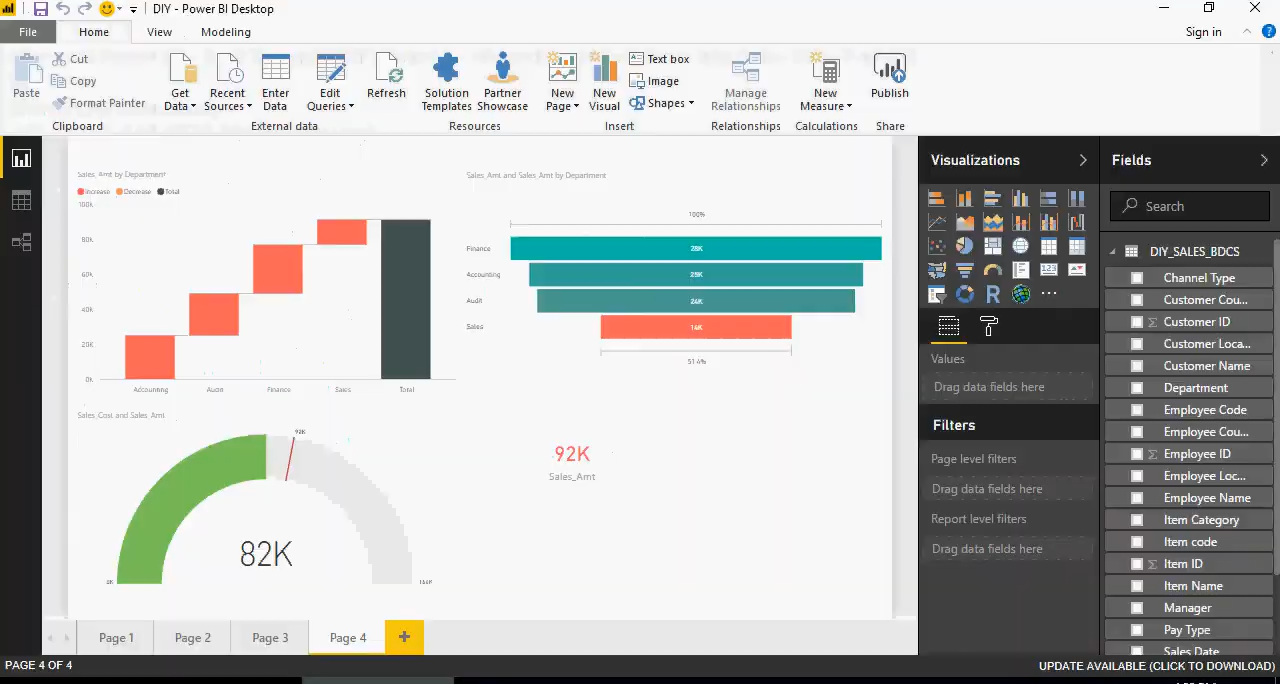 DIY - Power BI Desktop
File
Home
View
Modeling
Sign in
Paste
Cut
Copy
Format Painter
Clipboard
Get Data
Recent Sources
Enter Data
Edit Queries
External data
Refresh
Solution Templates
Partner Showcase
Resources
New Page
New Visual
Text box
Image
Shapes
Insert
Manage Relationships
Relationships
New Measure
Calculations
Publish
Share
Sales_Amt by Department
Increase Decrease Total
100K
80K
60K
40K
20K
0K
Accounting Audit Finance Sales Total
Sales_Amt and Sales_Amt by Department
100%
Finance 28K
Accounting 25K
Audit 24K
Sales 14K
51.4%
Sales_Cost and Sales_Amt
92K
82K
0K
92K
Sales_Amt
Page 1
Page 2
Page 3
Page 4
PAGE 4 OF 4
UPDATE AVAILABLE (CLICK TO DOWNLOAD)
Visualizations
Values
Drag data fields here
Filters
Page level filters
Drag data fields here
Report level filters
Drag data fields here
Fields
Search
DIY_SALES_BDCS
Channel Type
Customer Cou...
Customer ID
Customer Loca...
Customer Name
Department
Employee Code
Employee Cou...
Employee ID
Employee Loc...
Employee Name
Item Category
Item code
Item ID
Item Name
Manager
Pay Type
Sales Date